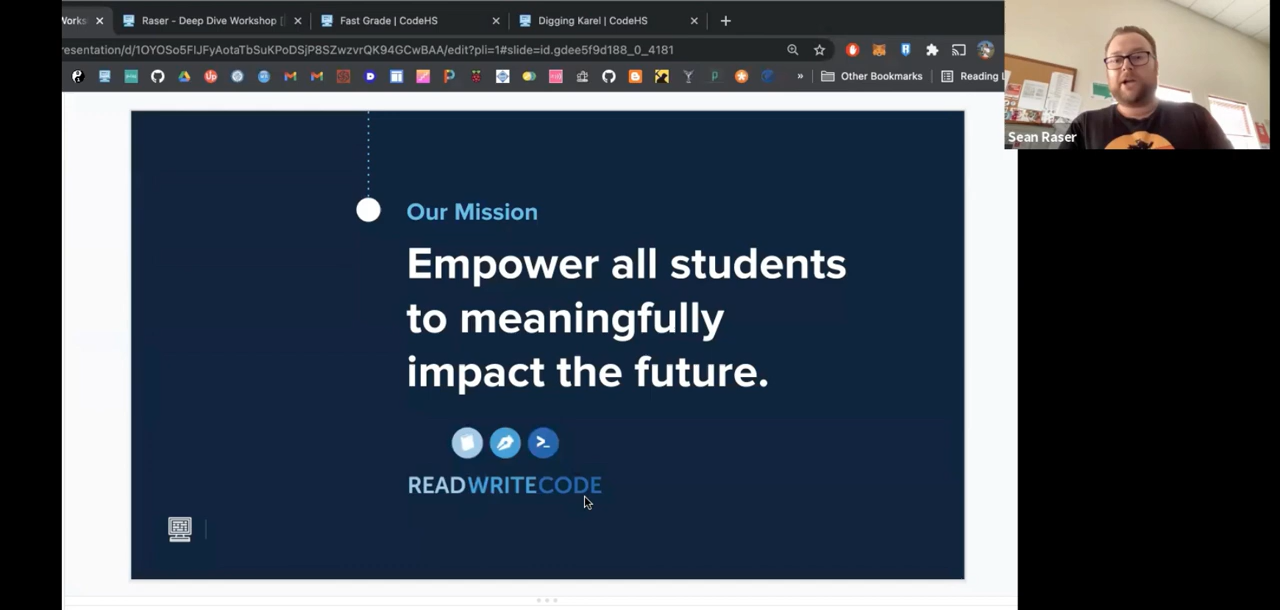 Works
Raser - Deep Dive Workshop [
Fast Grade | CodeHS
Digging Karel | CodeHS
resentation/d/1OYOSo5FIJFyAotaTbSuKPoDSjP8SZwzvrQK94GCwBAA/edit?pli=1#slide=id.gdee5f9d188_0_4181
Other Bookmarks
Reading L
Sean Raser
Our Mission
Empower all students
to meaningfully
impact the future.
READWRITECODE